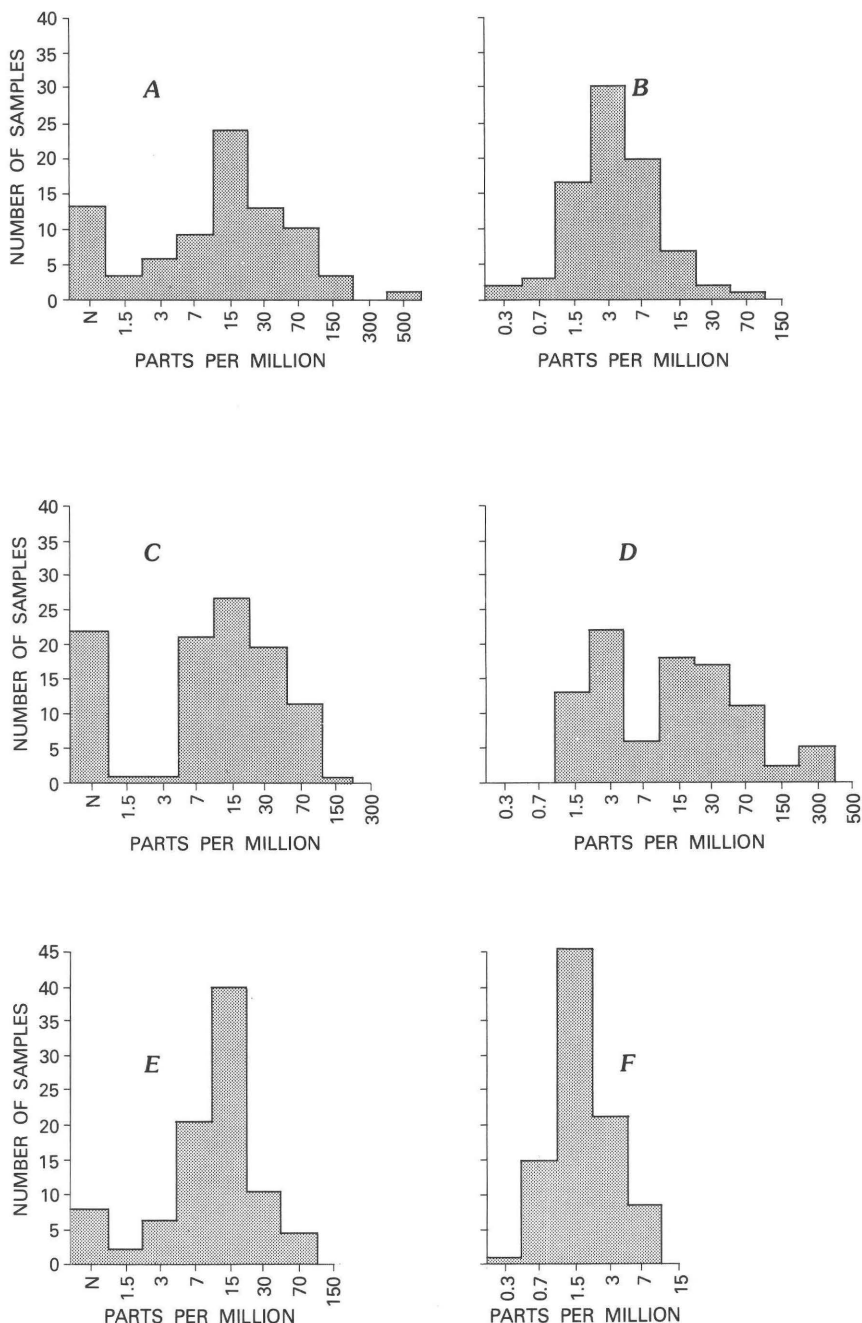 NUMBER OF SAMPLES
40
35
30
25
20
15
10
5
0
A
N 1.5 3 7 15 30 70 150 300 500
PARTS PER MILLION
B
0.3 0.7 1.5 3 7 15 30 70 150
PARTS PER MILLION
NUMBER OF SAMPLES
40
35
30
25
20
15
10
5
0
C
N 1.5 3 7 15 30 70 150 300
PARTS PER MILLION
D
0.3 0.7 1.5 3 7 15 30 70 150 300 500
PARTS PER MILLION
NUMBER OF SAMPLES
45
40
35
30
25
20
15
10
5
0
E
N 1.5 3 7 15 30 70 150
PARTS PER MILLION
F
0.3 0.7 1.5 3 7 15
PARTS PER MILLION